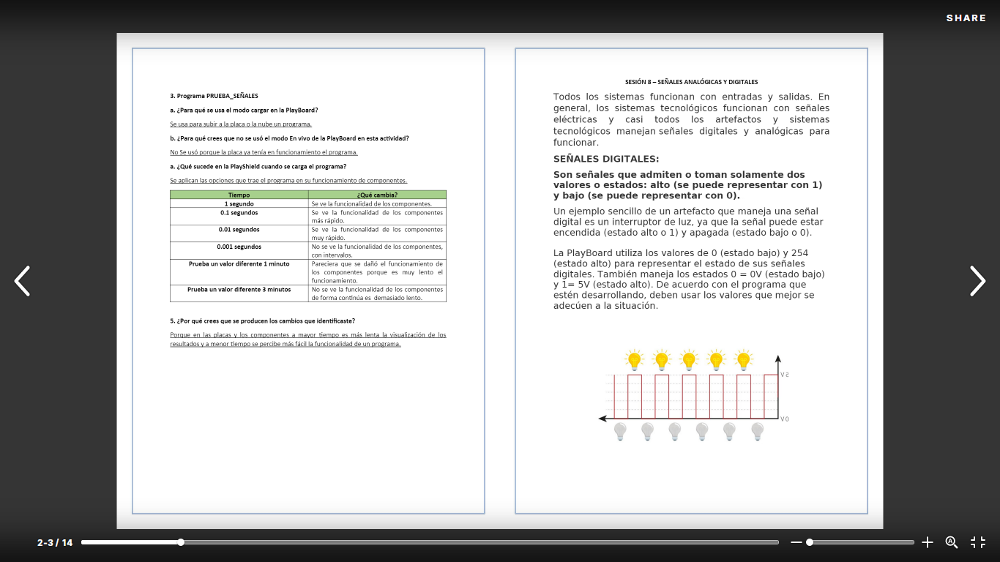 SHARE
3. Programa PRUEBA_SEÑALES
a. ¿Para qué se usa el modo cargar en la PlayBoard?
Se usa para subir a la placa o la nube un programa.
b. ¿Para qué crees que no se usó el modo En vivo de la PlayBoard en esta actividad?
No Se usó porque la placa ya tenía en funcionamiento el programa.
a. ¿Qué sucede en la PlayShield cuando se carga el programa?
Se aplican las opciones que trae el programa en su funcionamiento de componentes.
Tiempo ¿Qué cambia?
1 segundo Se ve la funcionalidad de los componentes.
0.1 segundos Se ve la funcionalidad de los componentes
más rápido.
0.01 segundos Se ve la funcionalidad de los componentes
muy rápido.
0.001 segundos No se ve la funcionalidad de los componentes,
con intervalos.
Prueba un valor diferente 1 minuto Pareciera que se dañó el funcionamiento de
los componentes porque es muy lento el
funcionamiento.
Prueba un valor diferente 3 minutos No se ve la funcionalidad de los componentes
de forma continúa es demasiado lento.
5. ¿Por qué crees que se producen los cambios que identificaste?
Porque en las placas y los componentes a mayor tiempo es más lenta la visualización de los
resultados y a menor tiempo se percibe más fácil la funcionalidad de un programa.
SESIÓN 8 – SEÑALES ANALÓGICAS Y DIGITALES
Todos los sistemas funcionan con entradas y salidas. En
general, los sistemas tecnológicos funcionan con señales
eléctricas y casi todos los artefactos y sistemas
tecnológicos manejan señales digitales y analógicas para
funcionar.
SEÑALES DIGITALES:
Son señales que admiten o toman solamente dos
valores o estados: alto (se puede representar con 1)
y bajo (se puede representar con 0).
Un ejemplo sencillo de un artefacto que maneja una señal
digital es un interruptor de luz, ya que la señal puede estar
encendida (estado alto o 1) y apagada (estado bajo o 0).
La PlayBoard utiliza los valores de 0 (estado bajo) y 254
(estado alto) para representar el estado de sus señales
digitales. También maneja los estados 0 = 0V (estado bajo)
y 1= 5V (estado alto). De acuerdo con el programa que
estén desarrollando, deben usar los valores que mejor se
adecúen a la situación.
5 V
0 V
2-3 / 14